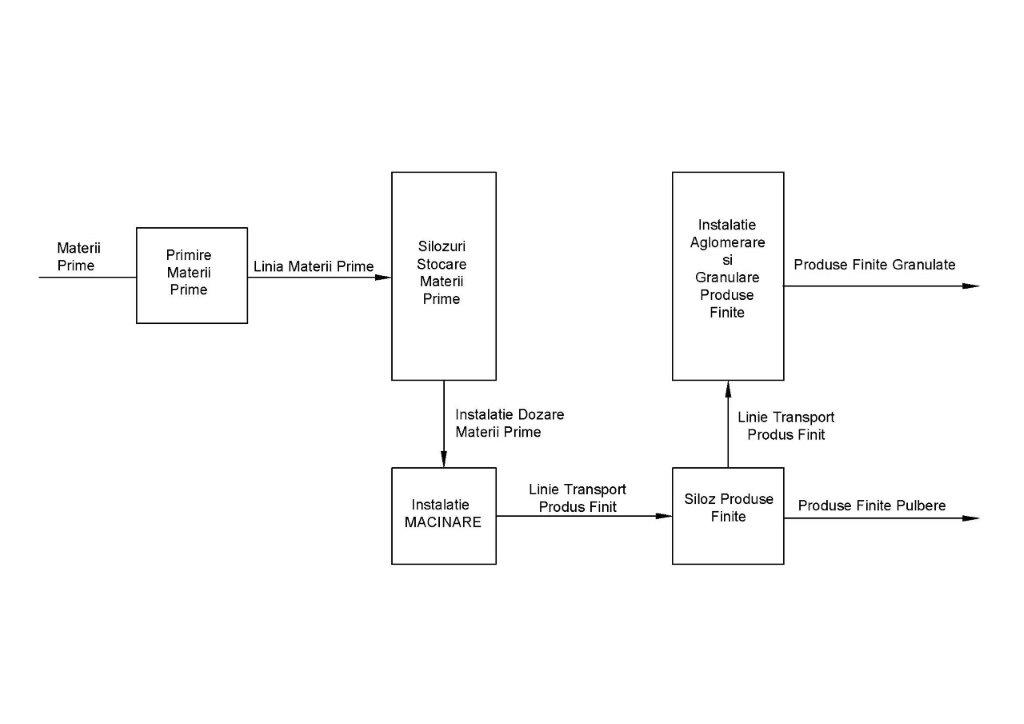 Materii
Prime
Primire
Materii
Prime
Linia Materii Prime
Silozuri
Stocare
Materii
Prime
Instalatie Dozare
Materii Prime
Instalatie
MACINARE
Linie Transport
Produs Finit
Siloz Produse
Finite
Produse Finite Pulbere
Linie Transport
Produs Finit
Instalatie
Aglomerare
si
Granulare
Produse
Finite
Produse Finite Granulate